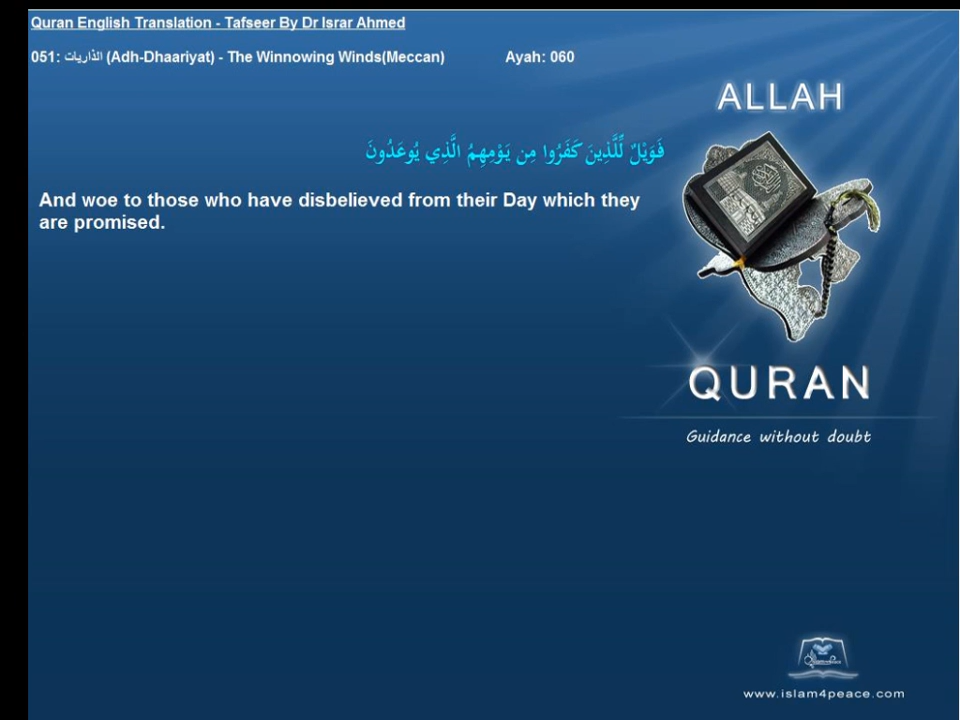 Quran English Translation - Tafseer By Dr Israr Ahmed
051: الذاريات (Adh-Dhaariyat) - The Winnowing Winds(Meccan) Ayah: 060
ALLAH
فَوَيْلٌ لِّلَّذِينَ كَفَرُوا مِن يَوْمِهِمُ الَّذِي يُوعَدُونَ
And woe to those who have disbelieved from their Day which they
are promised.
QURAN
Guidance without doubt
www.islam4peace.com